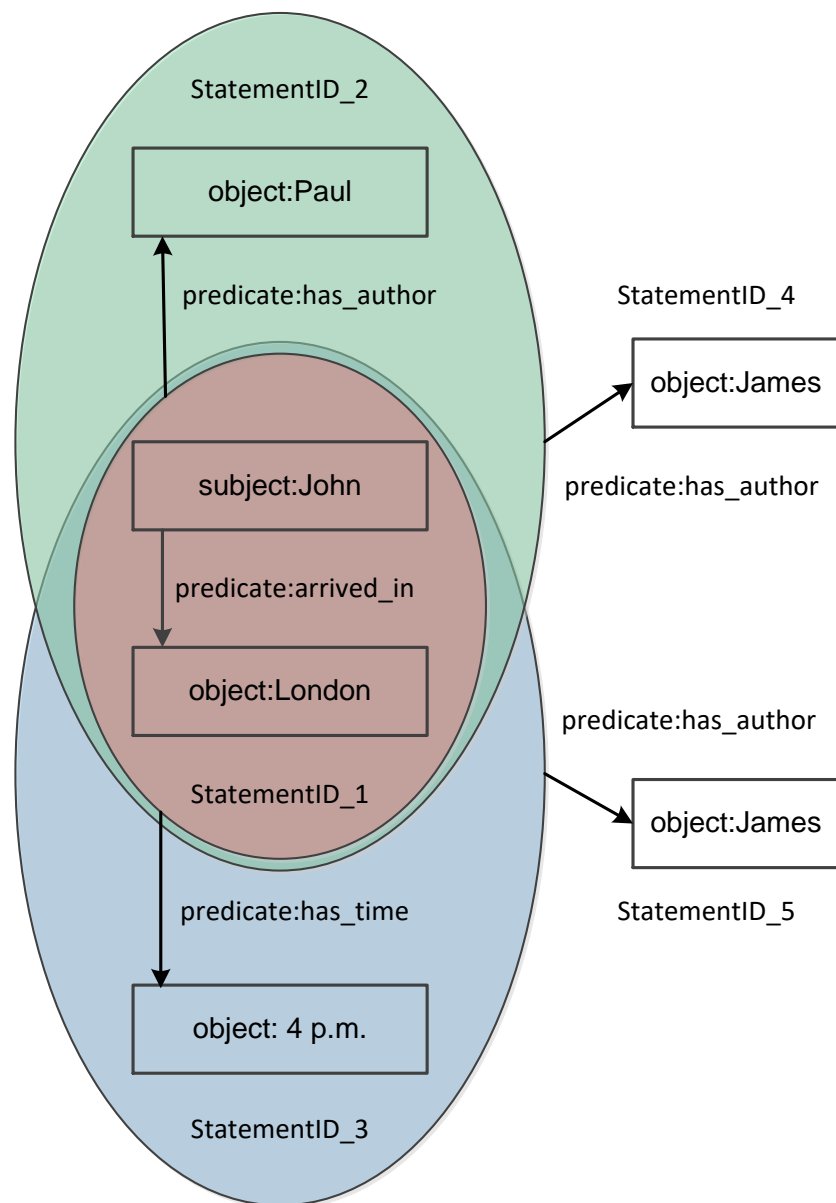 StatementID_2
object:Paul
predicate:has_author
StatementID_4
object:James
predicate:has_author
subject:John
predicate:arrived_in
object:London
StatementID_1
predicate:has_author
object:James
StatementID_5
predicate:has_time
object: 4 p.m.
StatementID_3